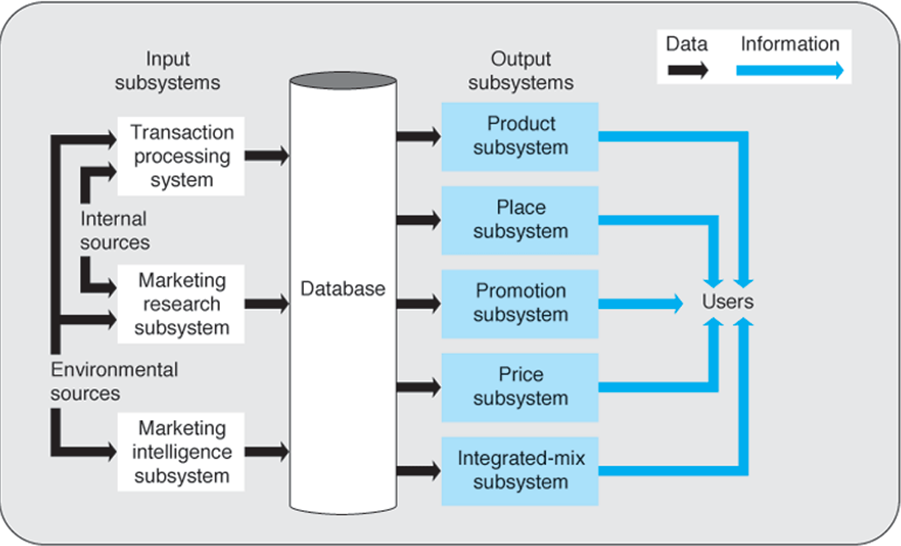 Input
subsystems
Output
subsystems
Data
Information
Transaction
processing
system
Internal
sources
Marketing
research
subsystem
Environmental
sources
Marketing
intelligence
subsystem
Database
Product
subsystem
Place
subsystem
Promotion
subsystem
Price
subsystem
Integrated-mix
subsystem
Users